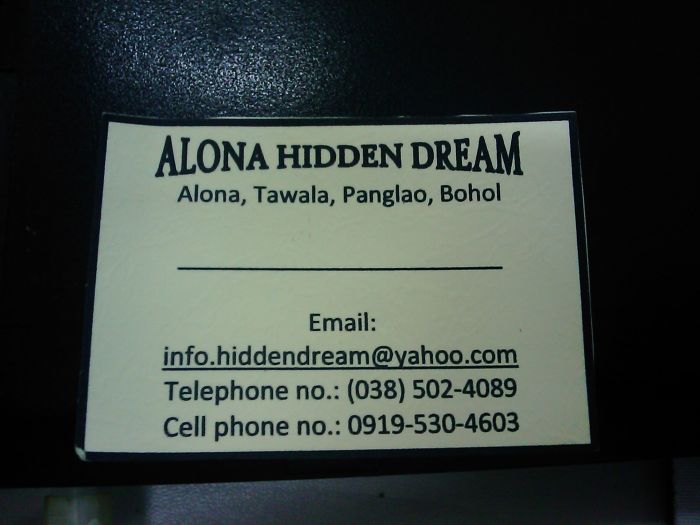 ALONA HIDDEN DREAM
Alona, Tawala, Panglao, Bohol
Email:
info.hiddendream@yahoo.com
Telephone no.: (038) 502-4089
Cell phone no.: 0919-530-4603